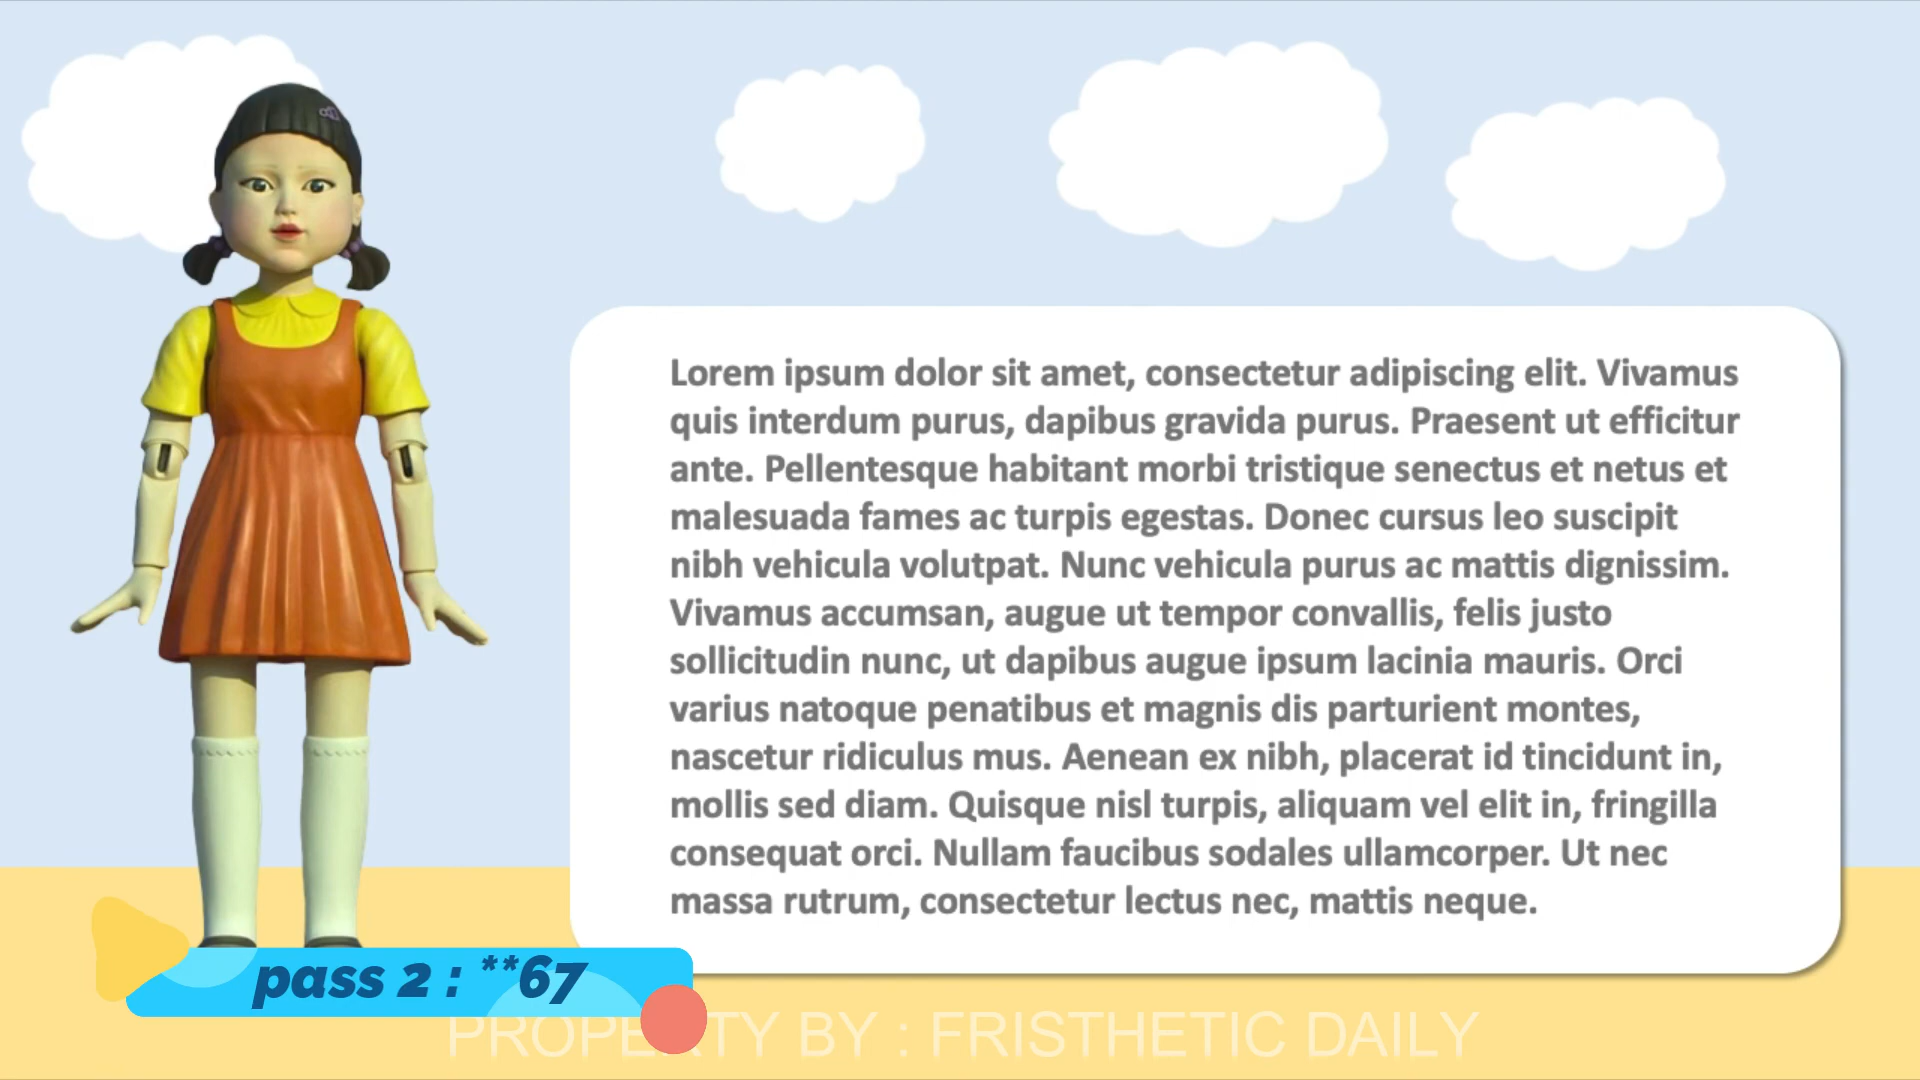 Lorem ipsum dolor sit amet, consectetur adipiscing elit. Vivamus
quis interdum purus, dapibus gravida purus. Praesent ut efficitur
ante. Pellentesque habitant morbi tristique senectus et netus et
malesuada fames ac turpis egestas. Donec cursus leo suscipit
nibh vehicula volutpat. Nunc vehicula purus ac mattis dignissim.
Vivamus accumsan, augue ut tempor convallis, felis justo
sollicitudin nunc, ut dapibus augue ipsum lacinia mauris. Orci
varius natoque penatibus et magnis dis parturient montes,
nascetur ridiculus mus. Aenean ex nibh, placerat id tincidunt in,
mollis sed diam. Quisque nisl turpis, aliquam vel elit in, fringilla
consequat orci. Nullam faucibus sodales ullamcorper. Ut nec
massa rutrum, consectetur lectus nec, mattis neque.
pass 2 : **67
PROPERTY BY : FRISTHETIC DAILY